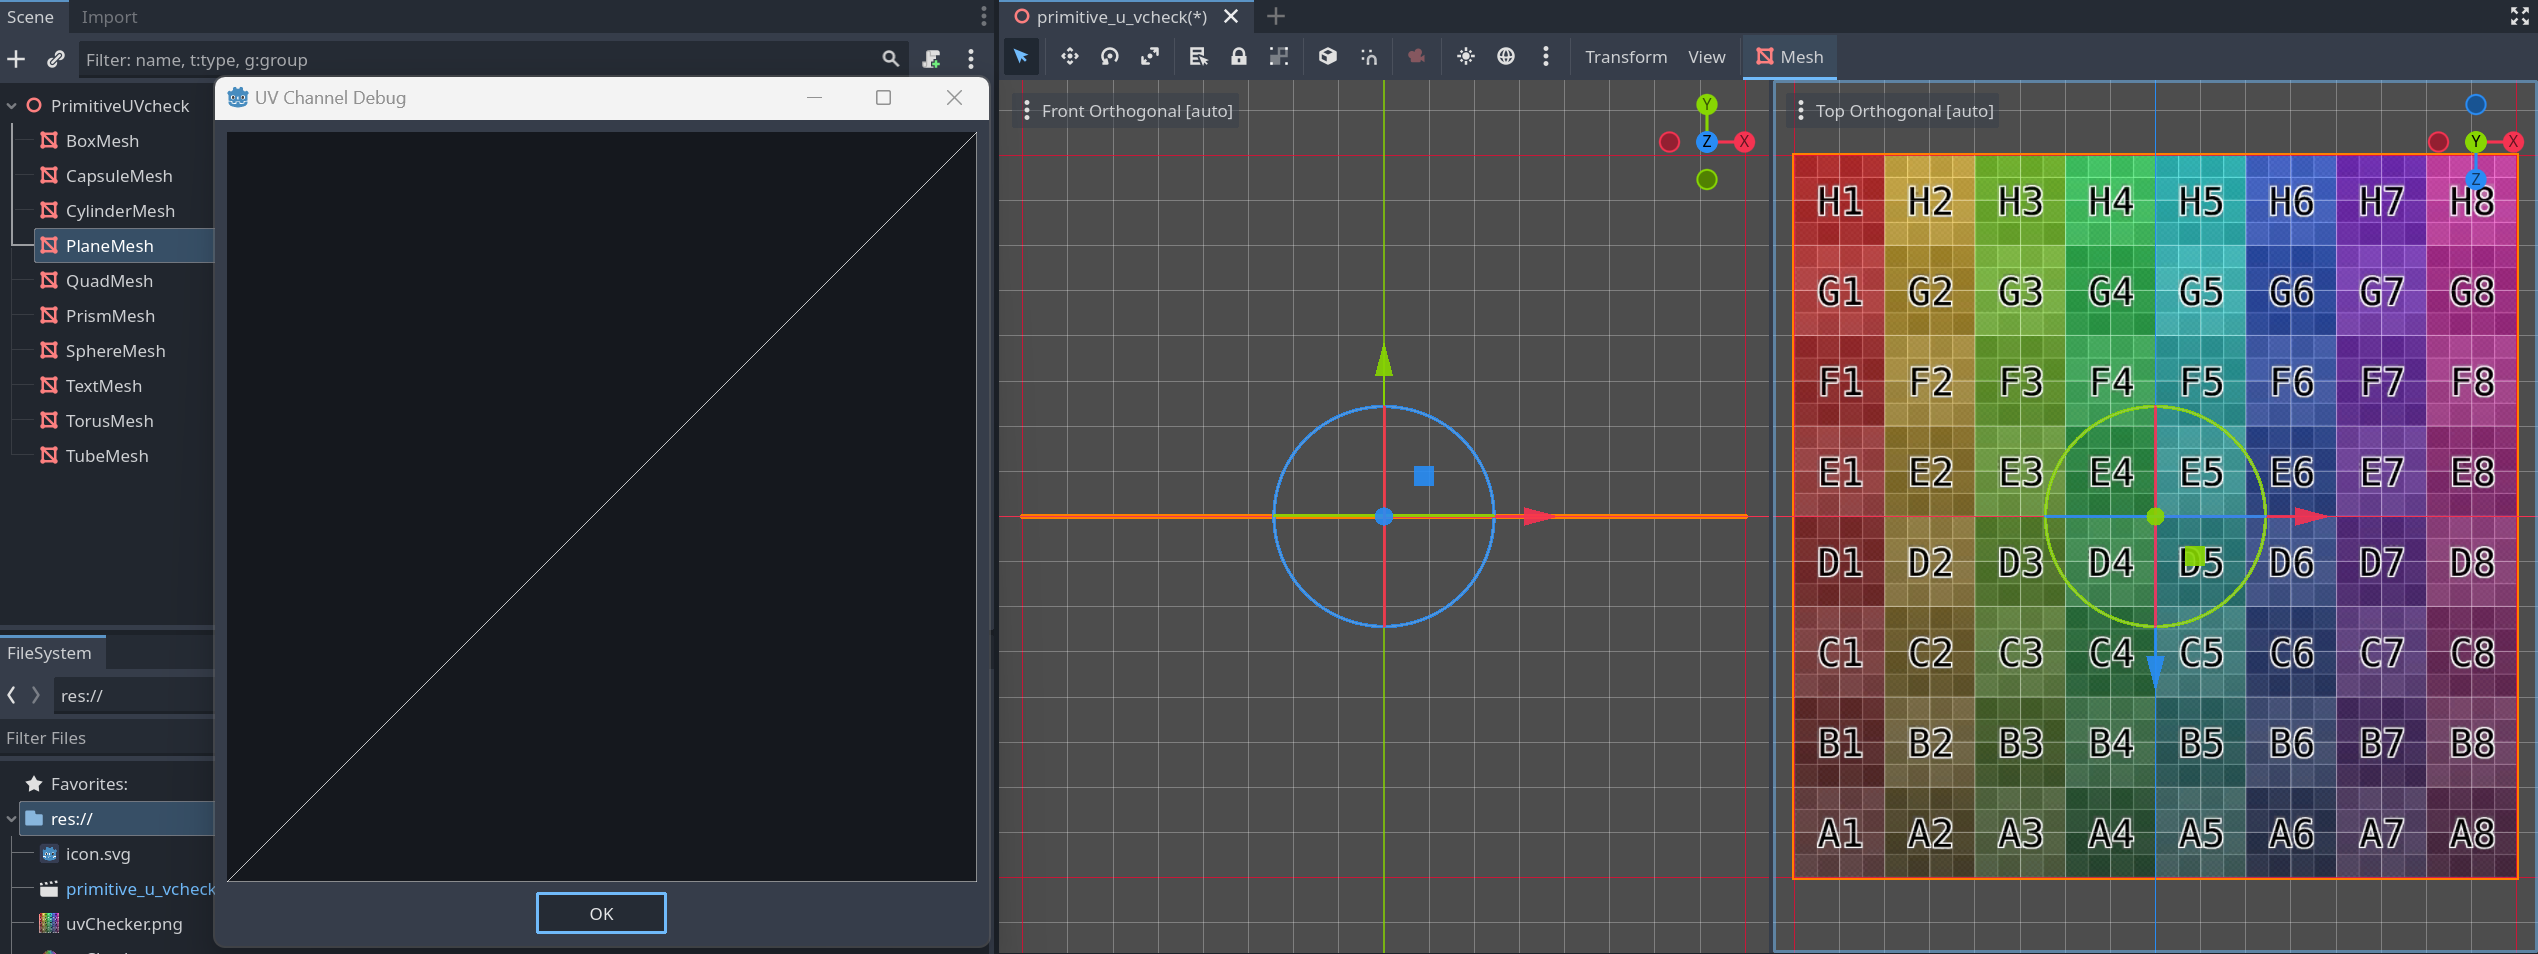 Scene
Import
Filter: name, t:type, g:group
PrimitiveUVcheck
BoxMesh
CapsuleMesh
CylinderMesh
PlaneMesh
QuadMesh
PrismMesh
SphereMesh
TextMesh
TorusMesh
TubeMesh
FileSystem
res://
Filter Files
Favorites:
res://
icon.svg
primitive_u_vcheck
uvChecker.png
UV Channel Debug
OK
primitive_u_vcheck(*)
Transform
View
Mesh
Front Orthogonal [auto]
Y
Z X
Top Orthogonal [auto]
Y X
Z
H1 H2 H3 H4 H5 H6 H7 H8
G1 G2 G3 G4 G5 G6 G7 G8
F1 F2 F3 F4 F5 F6 F7 F8
E1 E2 E3 E4 E5 E6 E7 E8
D1 D2 D3 D4 D5 D6 D7 D8
C1 C2 C3 C4 C5 C6 C7 C8
B1 B2 B3 B4 B5 B6 B7 B8
A1 A2 A3 A4 A5 A6 A7 A8